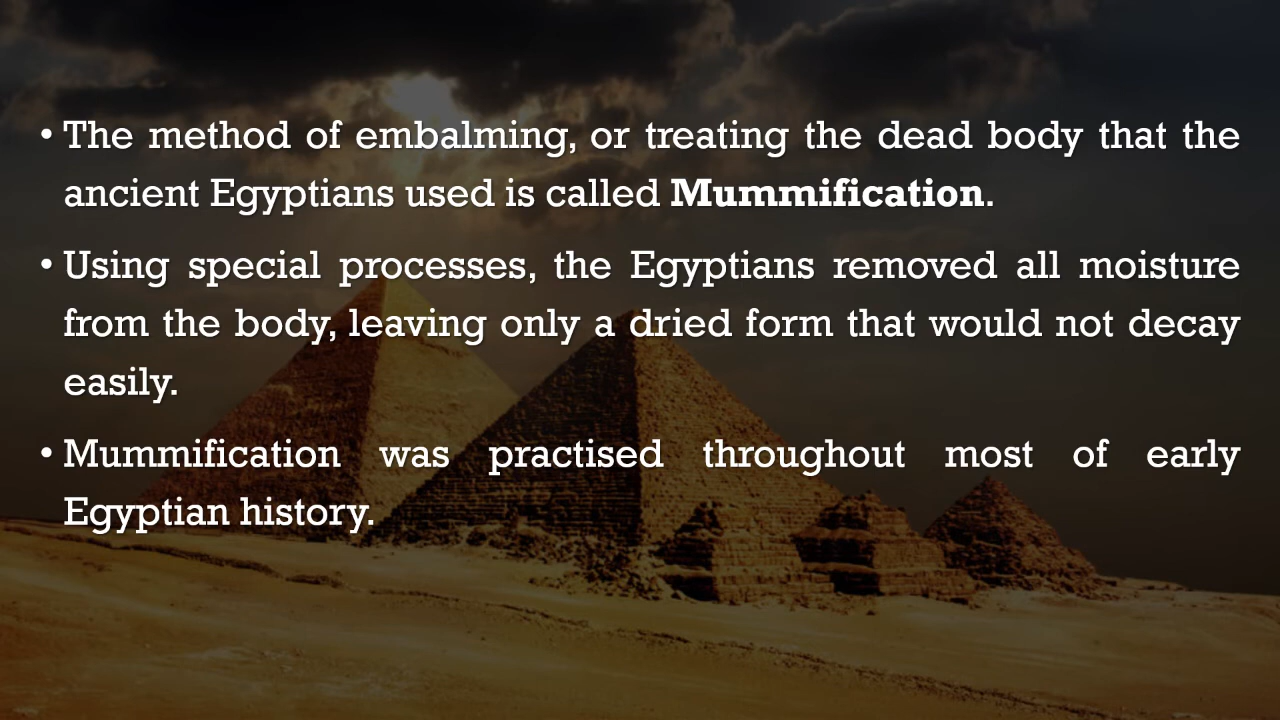 • The method of embalming, or treating the dead body that the
ancient Egyptians used is called Mummification.
• Using special processes, the Egyptians removed all moisture
from the body, leaving only a dried form that would not decay
easily.
• Mummification was practised throughout most of early
Egyptian history.